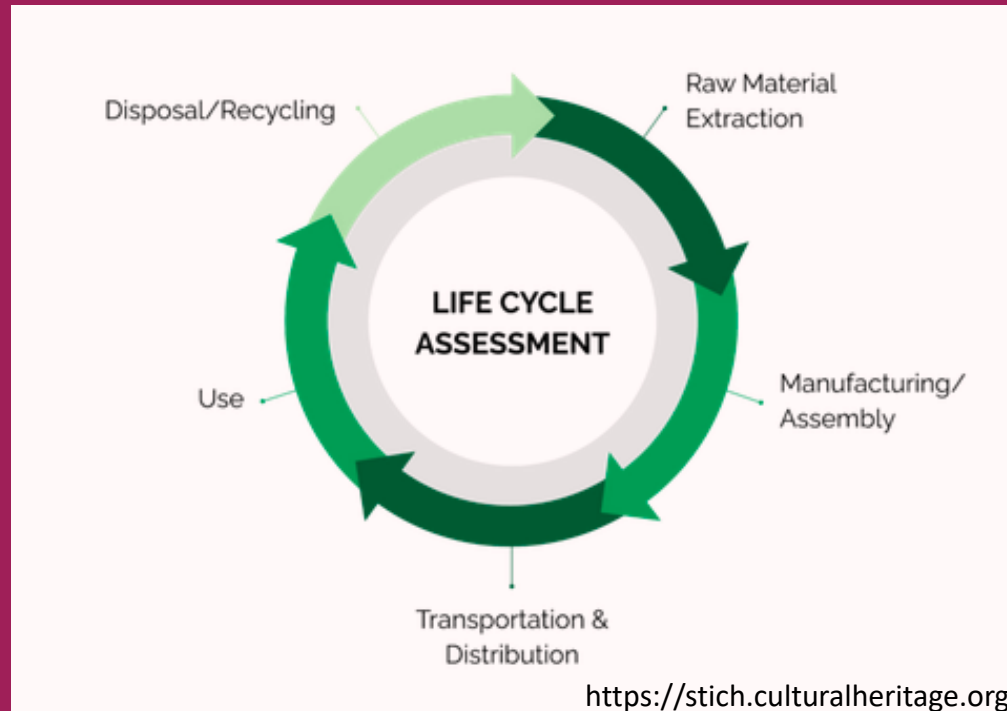 Disposal/Recycling
Raw Material
Extraction
LIFE CYCLE
ASSESSMENT
Use
Manufacturing/
Assembly
Transportation &
Distribution
https://stich.culturalheritage.org